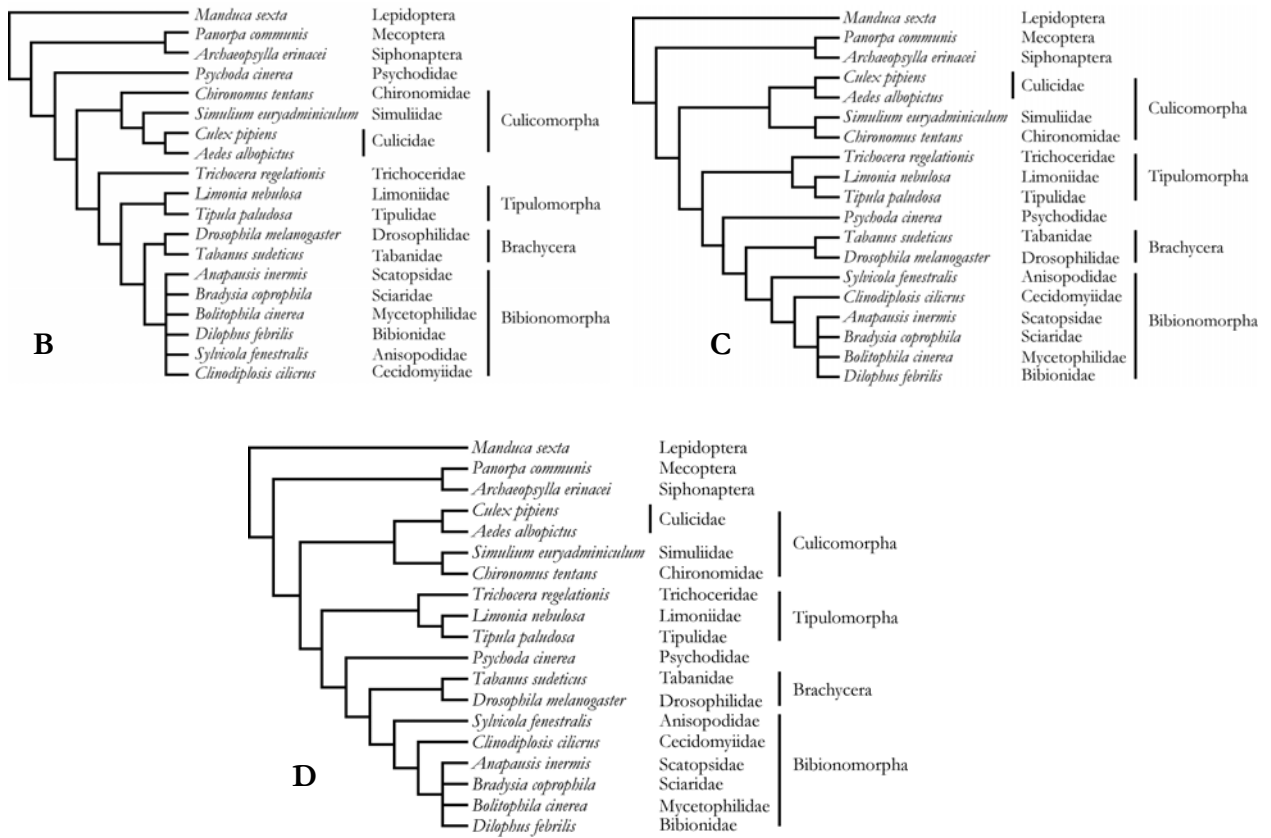 Manduca sexta Lepidoptera
Panorpa communis Mecoptera
Archaeopsylla erinacei Siphonaptera
Psychoda cinerea Psychodidae
Chironomus tentans Chironomidae
Simulium euryadminiculum Simuliidae
Culicomorpha
Culex pipiens
Culicidae
Aedes albopictus
Trichocera regelationis Trichoceridae
Limonia nebulosa Limoniidae
Tipulomorpha
Tipula paludosa Tipulidae
Drosophila melanogaster Drosophilidae
Brachycera
Tabanus sudeticus Tabanidae
Anapausis inermis Scatopsidae
Bradysia coprophila Sciaridae
Bolitophila cinerea Mycetophilidae
Bibionomorpha
Dilophus febrilis Bibionidae
Sylvicola fenestralis Anisopodidae
Clinodiplosis cilicrus Cecidomyiidae
B
Manduca sexta Lepidoptera
Panorpa communis Mecoptera
Archaeopsylla erinacei Siphonaptera
Culex pipiens
Culicidae
Aedes albopictus
Culicomorpha
Simulium euryadminiculum Simuliidae
Chironomus tentans Chironomidae
Trichocera regelationis Trichoceridae
Limonia nebulosa Limoniidae
Tipulomorpha
Tipula paludosa Tipulidae
Psychoda cinerea Psychodidae
Tabanus sudeticus Tabanidae
Brachycera
Drosophila melanogaster Drosophilidae
Sylvicola fenestralis Anisopodidae
Clinodiplosis cilicrus Cecidomyiidae
Anapausis inermis Scatopsidae
Bibionomorpha
Bradysia coprophila Sciaridae
Bolitophila cinerea Mycetophilidae
Dilophus febrilis Bibionidae
C
Manduca sexta Lepidoptera
Panorpa communis Mecoptera
Archaeopsylla erinacei Siphonaptera
Culex pipiens
Culicidae
Aedes albopictus
Culicomorpha
Simulium euryadminiculum Simuliidae
Chironomus tentans Chironomidae
Trichocera regelationis Trichoceridae
Limonia nebulosa Limoniidae
Tipulomorpha
Tipula paludosa Tipulidae
Psychoda cinerea Psychodidae
Tabanus sudeticus Tabanidae
Brachycera
Drosophila melanogaster Drosophilidae
Sylvicola fenestralis Anisopodidae
Clinodiplosis cilicrus Cecidomyiidae
Anapausis inermis Scatopsidae
Bibionomorpha
Bradysia coprophila Sciaridae
Bolitophila cinerea Mycetophilidae
Dilophus febrilis Bibionidae
D